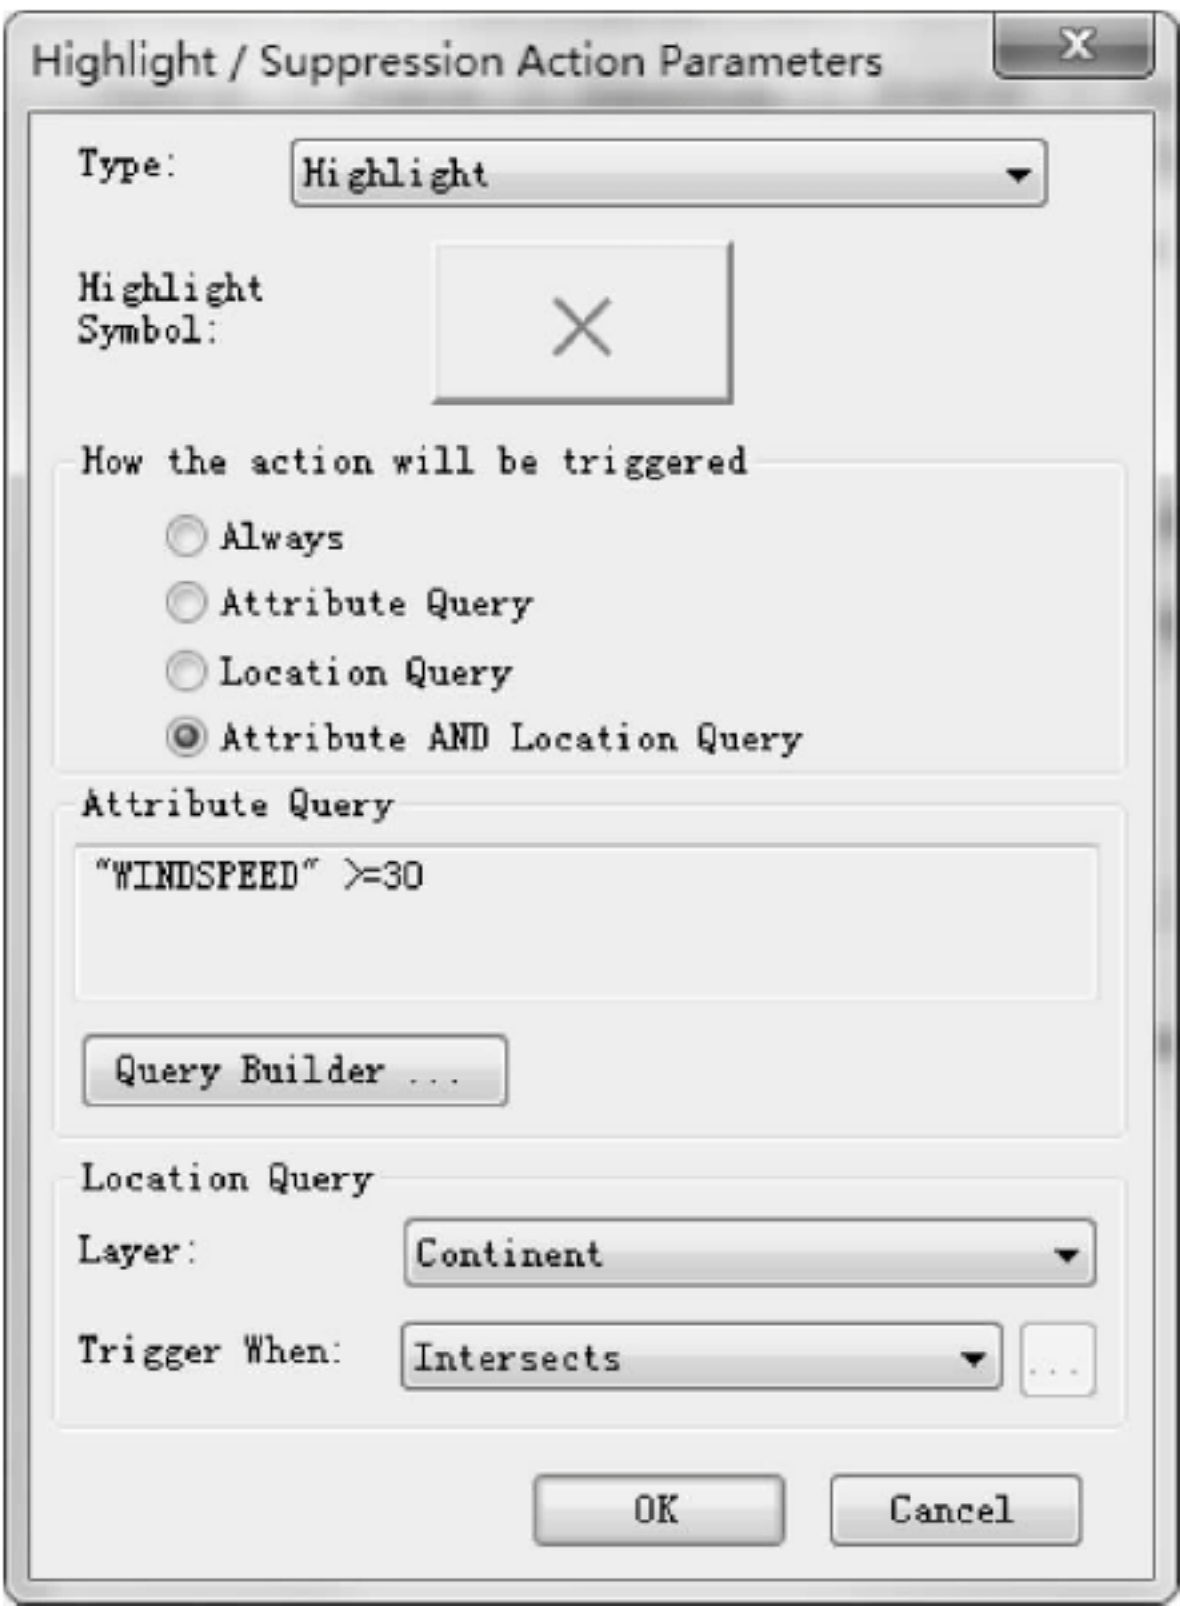 Highlight / Suppression Action Parameters
Type:
Highlight
Highlight
Symbol:
How the action will be triggered
Always
Attribute Query
Location Query
Attribute AND Location Query
Attribute Query
"WINDSPEED" >=30
Query Builder ...
Location Query
Layer:
Continent
Trigger When:
Intersects
...
OK
Cancel